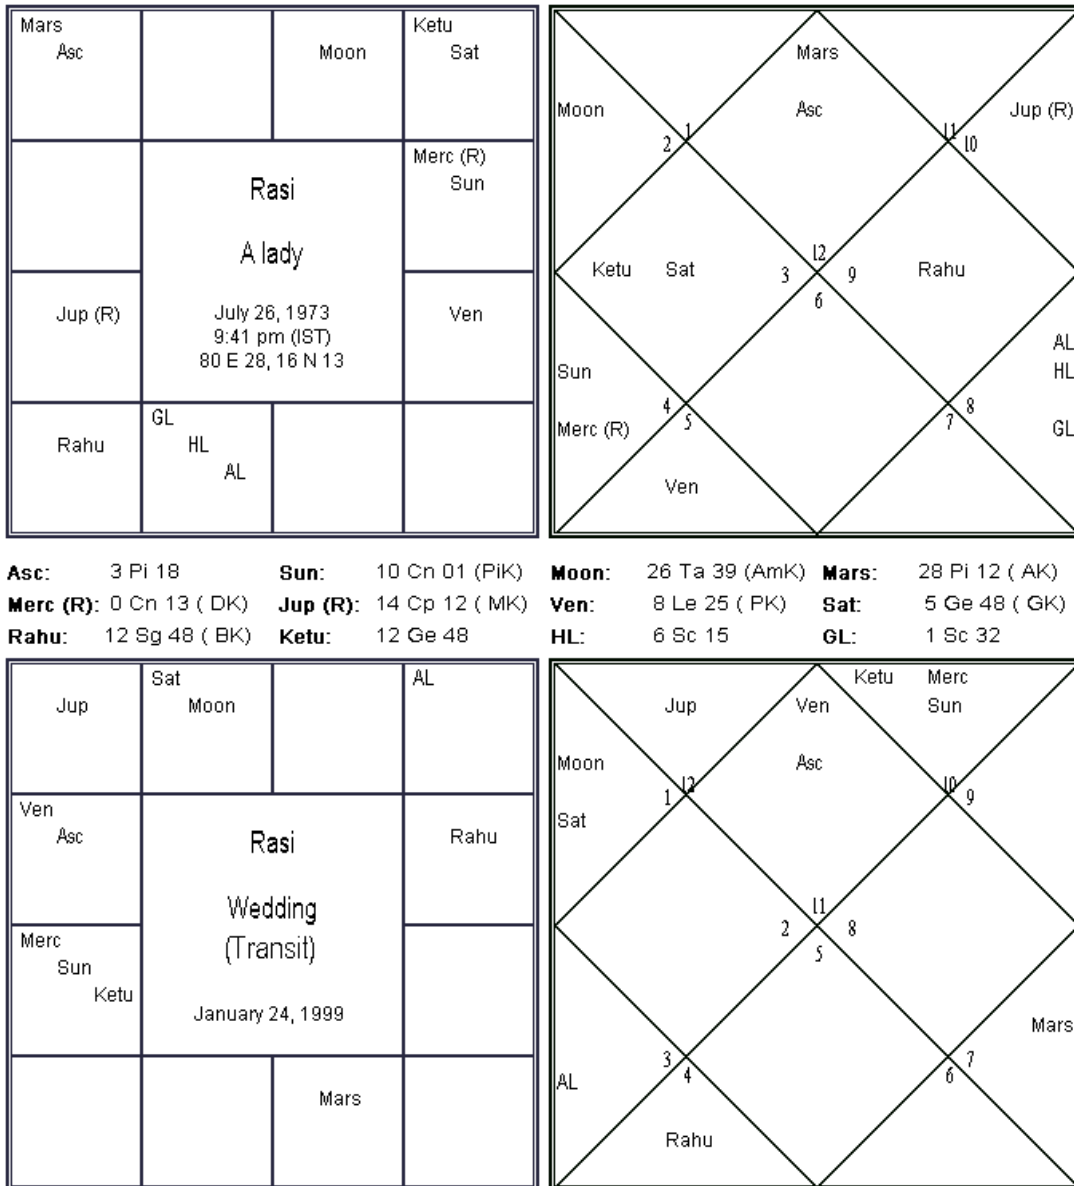 Mars
Asc
Moon
Ketu
Sat
Merc (R)
Sun
Rasi
A lady
July 26, 1973
9:41 pm (IST)
80 E 28, 16 N 13
Jup (R)
Ven
Rahu
GL
HL
AL
Mars
Asc
Moon
Jup (R)
1
2
11
10
12
Ketu Sat 3 9 Rahu
6
AL
HL
Sun
4
5
8
7
Merc (R)
GL
Ven
Asc: 3 Pi 18 Sun: 10 Cn 01 (PiK) Moon: 26 Ta 39 (AmK) Mars: 28 Pi 12 ( AK)
Merc (R): 0 Cn 13 ( DK) Jup (R): 14 Cp 12 ( MK) Ven: 8 Le 25 ( PK) Sat: 5 Ge 48 ( GK)
Rahu: 12 Sg 48 ( BK) Ketu: 12 Ge 48 HL: 6 Sc 15 GL: 1 Sc 32
Jup
Sat
Moon
AL
Ven
Asc
Rahu
Rasi
Wedding
(Transit)
January 24, 1999
Merc
Sun
Ketu
Mars
Ketu Merc
Jup Ven Sun
Moon
Asc
12
1
10
9
Sat
11
2 8
5
Mars
3
4
7
6
AL
Rahu